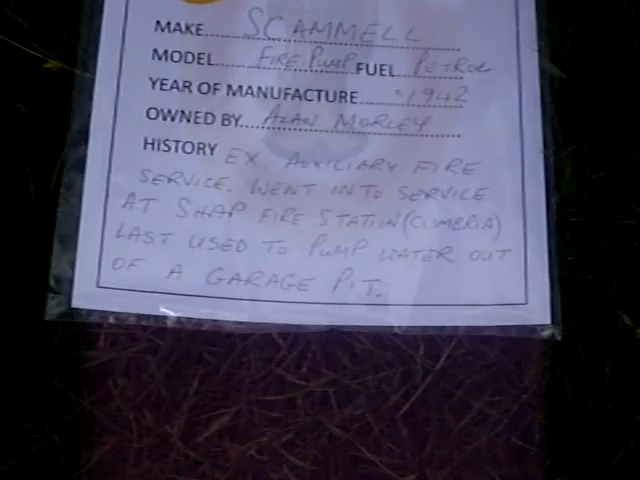 MAKE....SCAMMELL
MODEL....FIRE PUMP FUEL PETROL
YEAR OF MANUFACTURE....1942
OWNED BY...ALAN MORLEY
HISTORY EX AUXILIARY FIRE
SERVICE. WENT INTO SERVICE
AT SHAP FIRE STATION (CUMBRIA)
LAST USED TO PUMP WATER OUT
OF A GARAGE PIT.